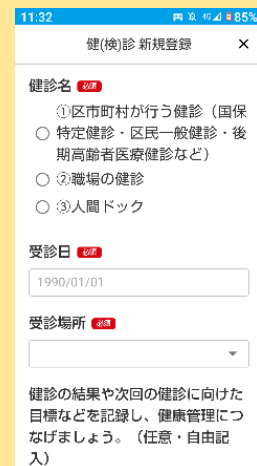 11:32 4G 85%
健(検)診 新規登録 ×
健診名 必須
①区市町村が行う健診（国保
特定健診・区民一般健診・後
期高齢者医療健診など）
②職場の健診
③人間ドック
受診日 必須
1990/01/01
受診場所 必須
健診の結果や次回の健診に向けた
目標などを記録し、健康管理につ
なげましょう。（任意・自由記
入）